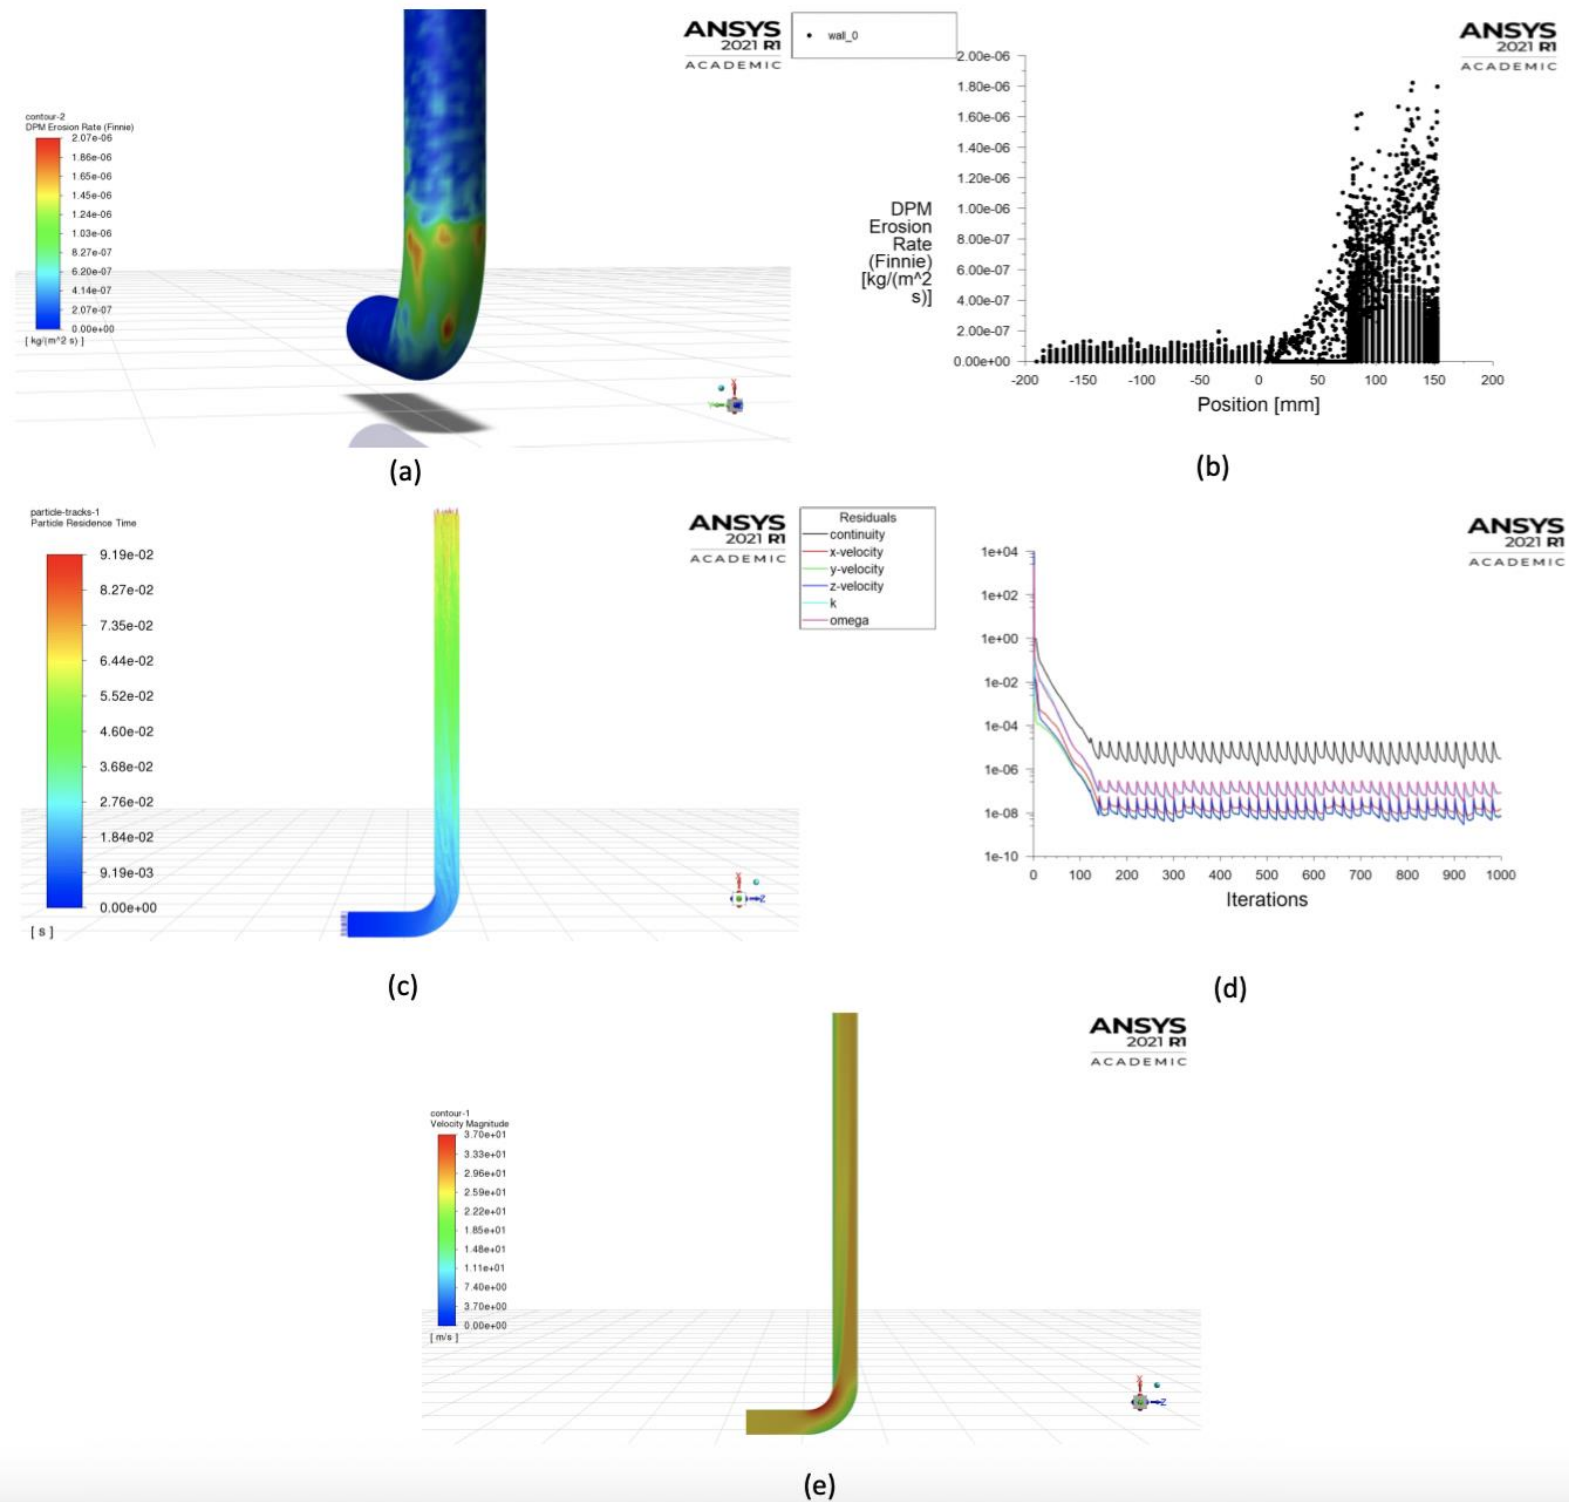 ANSYS
2021 R1
ACADEMIC
contour-2
DPM Erosion Rate (Finnie)
2.07e-06
1.86e-06
1.65e-06
1.45e-06
1.24e-06
1.03e-06
8.27e-07
6.20e-07
4.14e-07
2.07e-07
0.00e+00
[ kg/(m^2 s) ]
(a)
wall_0
ANSYS
2021 R1
ACADEMIC
2.00e-06
1.80e-06
1.60e-06
1.40e-06
1.20e-06
1.00e-06
8.00e-07
6.00e-07
4.00e-07
2.00e-07
0.00e+00
DPM
Erosion
Rate
(Finnie)
[kg/(m^2
s)]
-200 -150 -100 -50 0 50 100 150 200
Position [mm]
(b)
particle-tracks-1
Particle Residence Time
9.19e-02
8.27e-02
7.35e-02
6.44e-02
5.52e-02
4.60e-02
3.68e-02
2.76e-02
1.84e-02
9.19e-03
0.00e+00
[ s ]
ANSYS
2021 R1
ACADEMIC
X
Z
(c)
Residuals
continuity
x-velocity
y-velocity
z-velocity
k
omega
ANSYS
2021 R1
ACADEMIC
1e+04
1e+02
1e+00
1e-02
1e-04
1e-06
1e-08
1e-10
0 100 200 300 400 500 600 700 800 900 1000
Iterations
(d)
ANSYS
2021 R1
ACADEMIC
contour-1
Velocity Magnitude
3.70e+01
3.33e+01
2.96e+01
2.59e+01
2.22e+01
1.85e+01
1.48e+01
1.11e+01
7.40e+00
3.70e+00
0.00e+00
[ m/s ]
X
Z
(e)